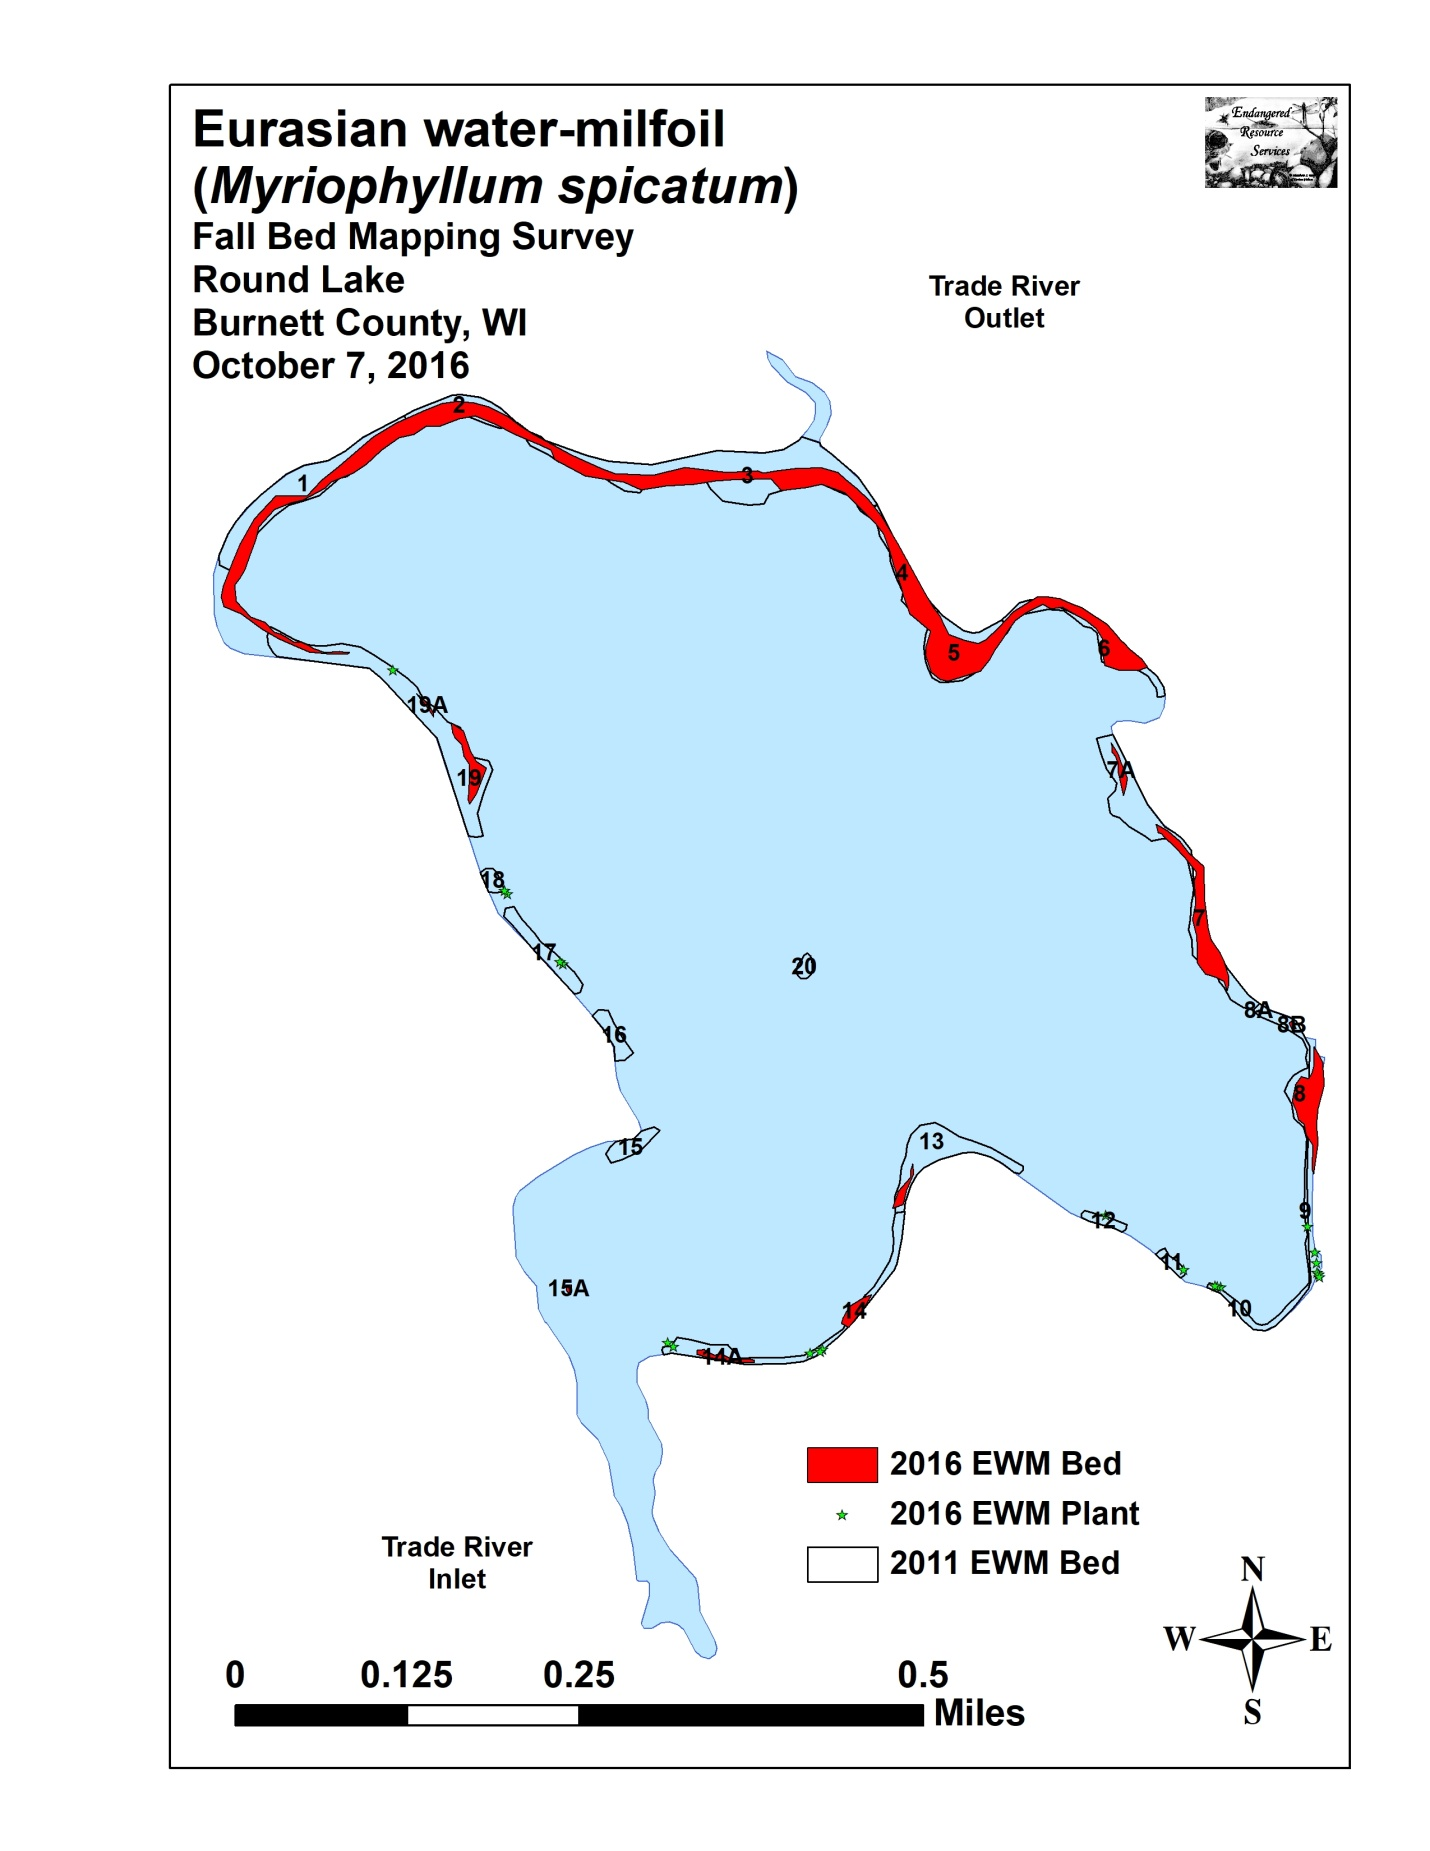 Eurasian water-milfoil
(Myriophyllum spicatum)
Fall Bed Mapping Survey
Round Lake
Burnett County, WI
October 7, 2016
Endangered
Resource
Services
Trade River
Outlet
2
1
3
4
5
6
19A
19
7A
18
7
17
20
8A
8B
16
8
13
15
9
12
11
15A
10
14
14A
2016 EWM Bed
2016 EWM Plant
2011 EWM Bed
Trade River
Inlet
N
W E
S
0 0.125 0.25 0.5
Miles